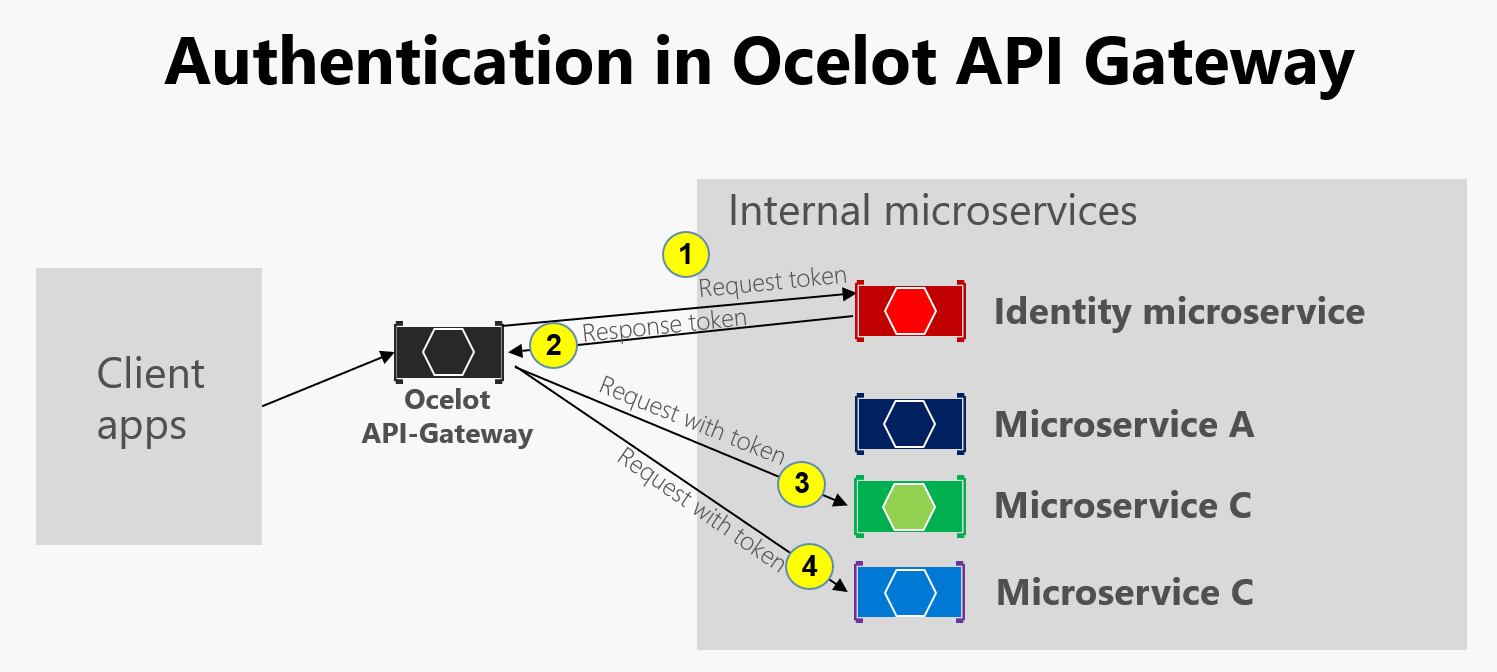 Authentication in Ocelot API Gateway
Internal microservices
1
Request token
Identity microservice
Response token
2
Client
apps
Ocelot
API-Gateway
Request with token
Microservice A
3
Microservice C
Request with token
4
Microservice C